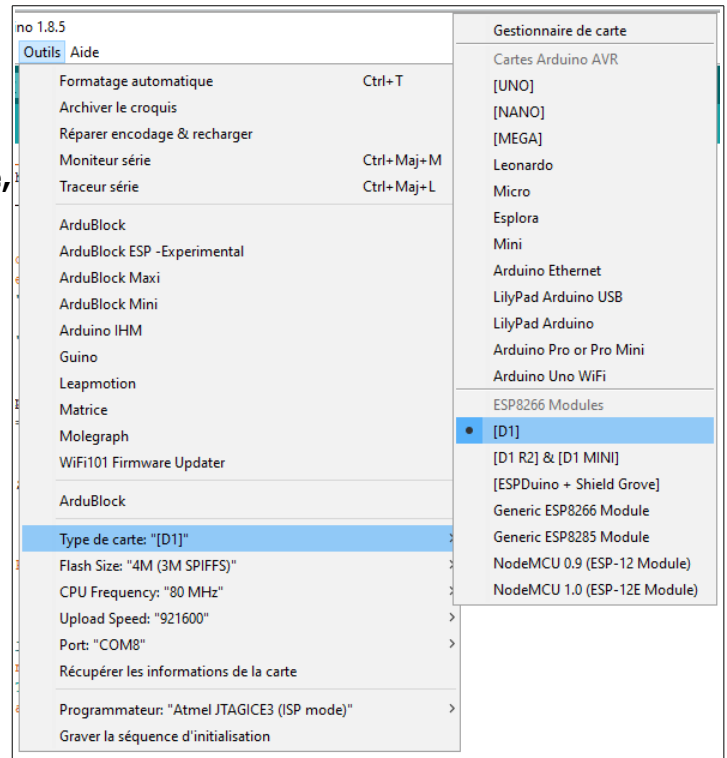 ino 1.8.5
Outils Aide
Formatage automatique Ctrl+T
Archiver le croquis
Réparer encodage & recharger
Moniteur série Ctrl+Maj+M
Traceur série Ctrl+Maj+L
ArduBlock
ArduBlock ESP -Experimental
ArduBlock Maxi
ArduBlock Mini
Arduino IHM
Guino
Leapmotion
Matrice
Molegraph
WiFi101 Firmware Updater
ArduBlock
Type de carte: "[D1]"
Flash Size: "4M (3M SPIFFS)"
CPU Frequency: "80 MHz"
Upload Speed: "921600"
Port: "COM8"
Récupérer les informations de la carte
Programmateur: "Atmel JTAGICE3 (ISP mode)"
Graver la séquence d'initialisation
Gestionnaire de carte
Cartes Arduino AVR
[UNO]
[NANO]
[MEGA]
Leonardo
Micro
Esplora
Mini
Arduino Ethernet
LilyPad Arduino USB
LilyPad Arduino
Arduino Pro or Pro Mini
Arduino Uno WiFi
ESP8266 Modules
[D1]
[D1 R2] & [D1 MINI]
[ESPDuino + Shield Grove]
Generic ESP8266 Module
Generic ESP8285 Module
NodeMCU 0.9 (ESP-12 Module)
NodeMCU 1.0 (ESP-12E Module)